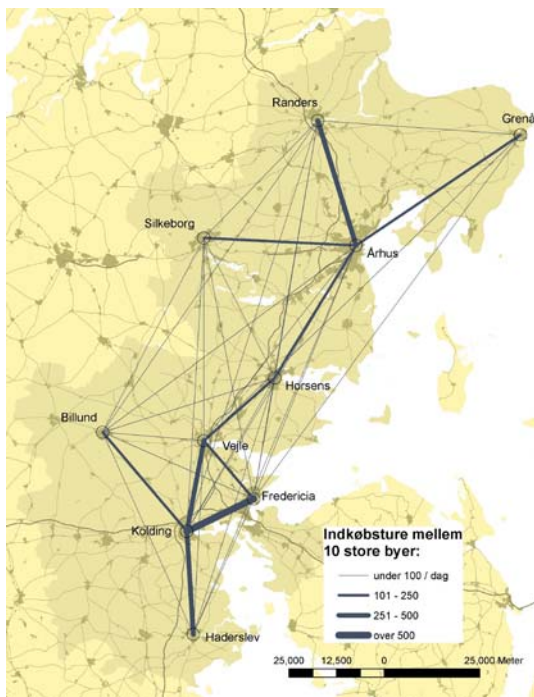 Randers
Grenå
Silkeborg
Århus
Horsens
Billund
Vejle
Fredericia
Kolding
Haderslev
Indkøbsture mellem
10 store byer:
under 100 / dag
101 - 250
251 - 500
over 500
25,000 12,500 0 25,000 Meter